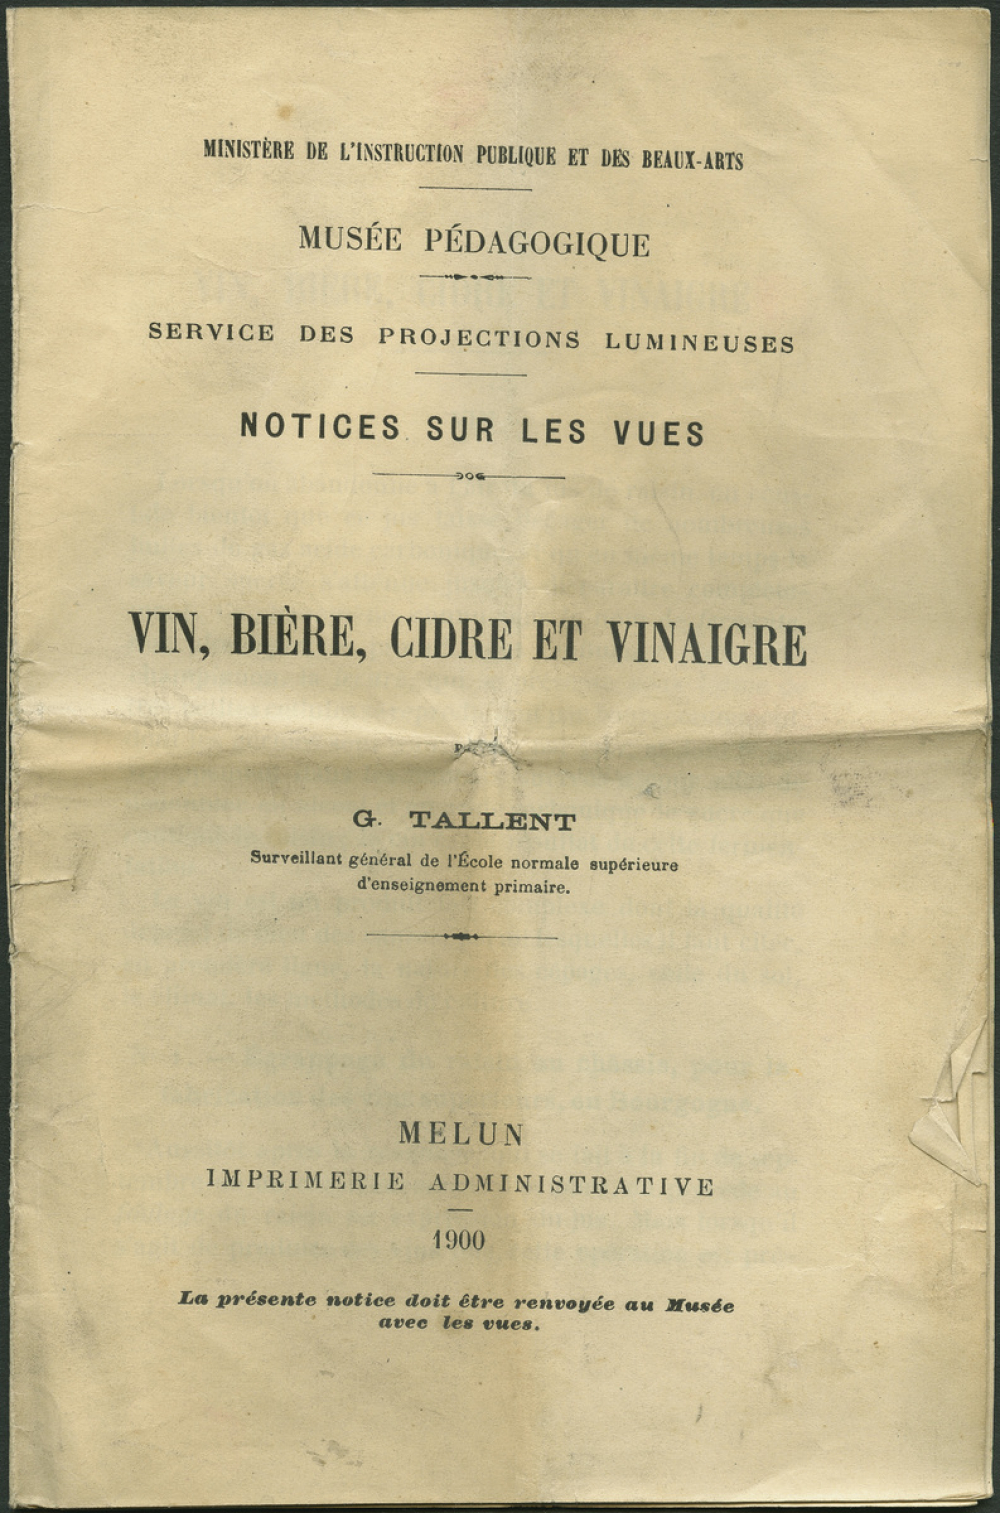 MINISTÈRE DE L'INSTRUCTION PUBLIQUE ET DES BEAUX-ARTS
MUSÉE PÉDAGOGIQUE
SERVICE DES PROJECTIONS LUMINEUSES
NOTICES SUR LES VUES
VIN, BIÈRE, CIDRE ET VINAIGRE
G. TALLENT
Surveillant général de l'École normale supérieure
d'enseignement primaire.
MELUN
IMPRIMERIE ADMINISTRATIVE
1900
La présente notice doit être renvoyée au Musée
avec les vues.